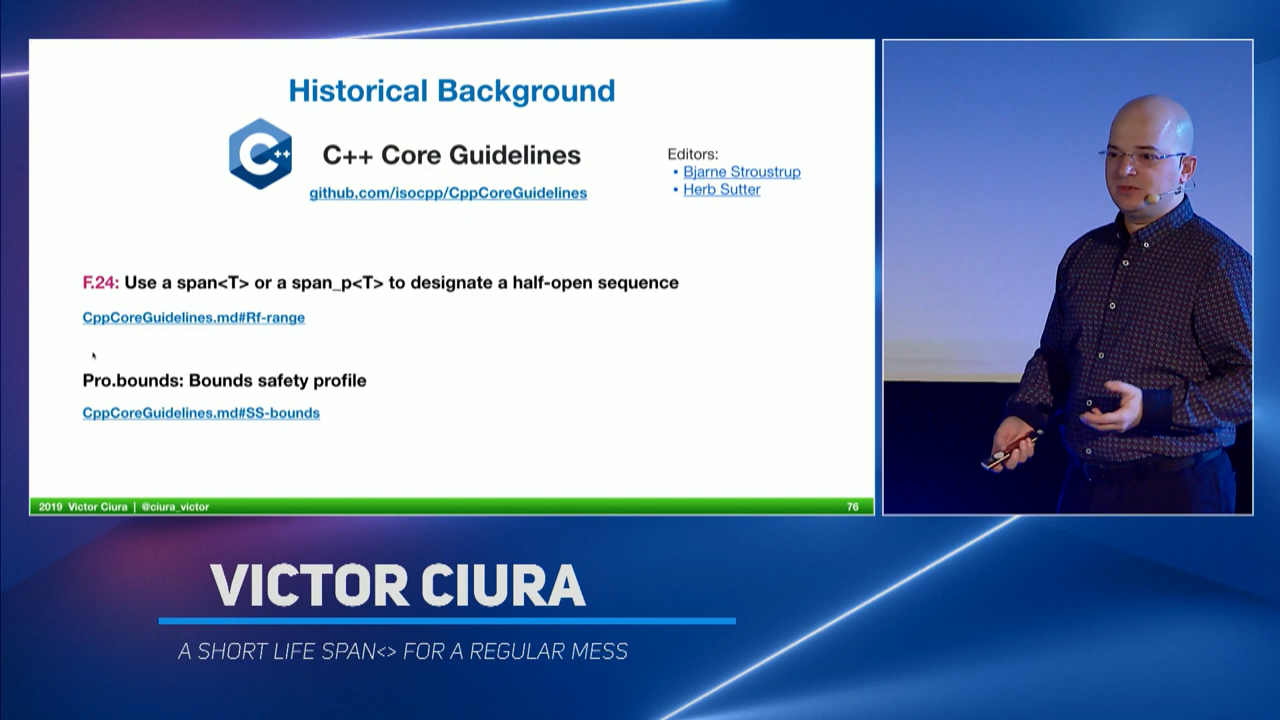 Historical Background
C++
C++ Core Guidelines
github.com/isocpp/CppCoreGuidelines
Editors:
• Bjarne Stroustrup
• Herb Sutter
F.24: Use a span<T> or a span_p<T> to designate a half-open sequence
CppCoreGuidelines.md#Rf-range
Pro.bounds: Bounds safety profile
CppCoreGuidelines.md#SS-bounds
2019 Victor Ciura | @ciura_victor
76
VICTOR CIURA
A SHORT LIFE SPAN<> FOR A REGULAR MESS